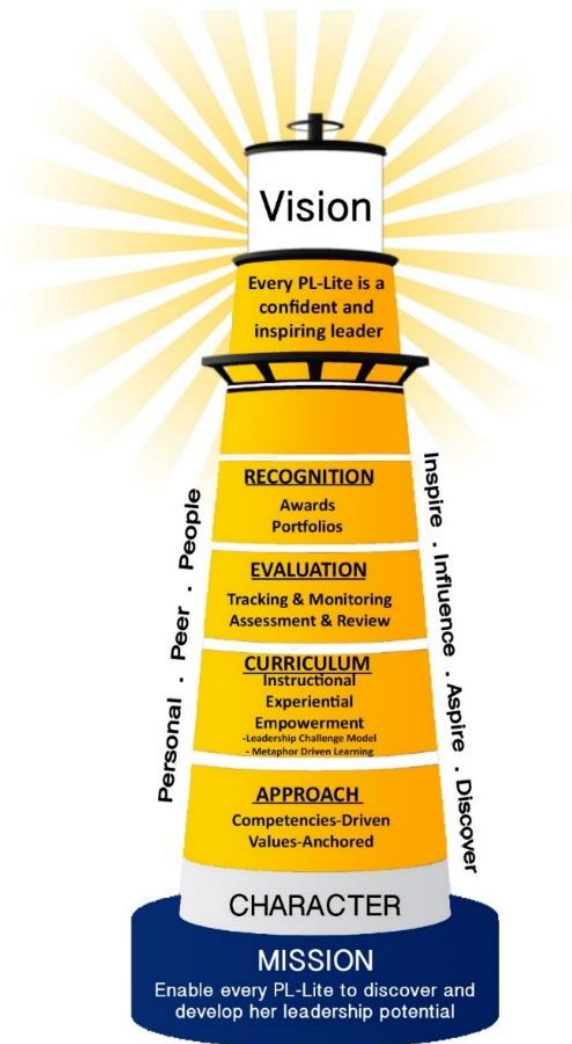 Vision
Every PL-Lite is a
confident and
inspiring leader
RECOGNITION
Awards
Portfolios
EVALUATION
Tracking & Monitoring
Assessment & Review
CURRICULUM
Instructional
Experiential
Empowerment
-Leadership Challenge Model
- Metaphor Driven Learning
APPROACH
Competencies-Driven
Values-Anchored
CHARACTER
MISSION
Enable every PL-Lite to discover and
develop her leadership potential
Personal . Peer . People
Inspire . Influence . Aspire . Discover